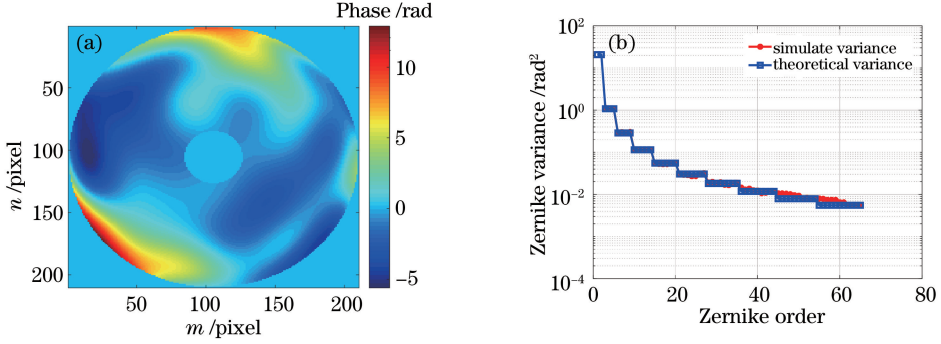 Phase /rad
(a)
50
100
150
200
n /pixel
50
100
150
200
m /pixel
10
5
0
−5
(b)
simulate variance
theoretical variance
10²
10⁰
10⁻²
10⁻⁴
Zernike variance /rad²
0
20
40
60
80
Zernike order